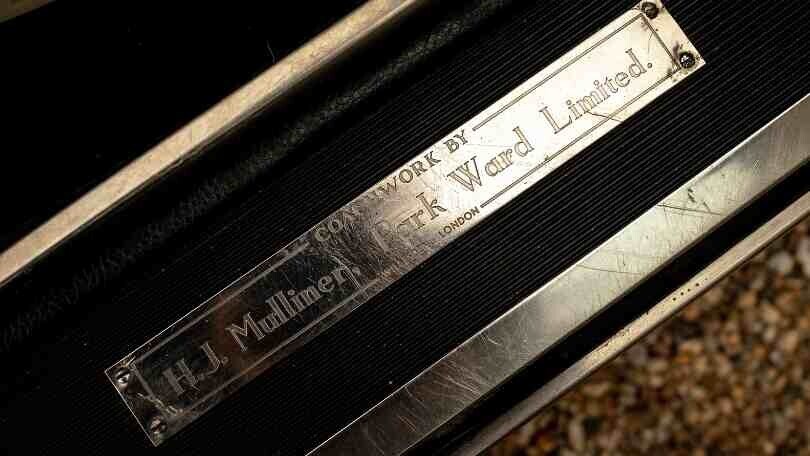 COACHWORK BY
H.J. Mulliner, Park Ward Limited.
LONDON